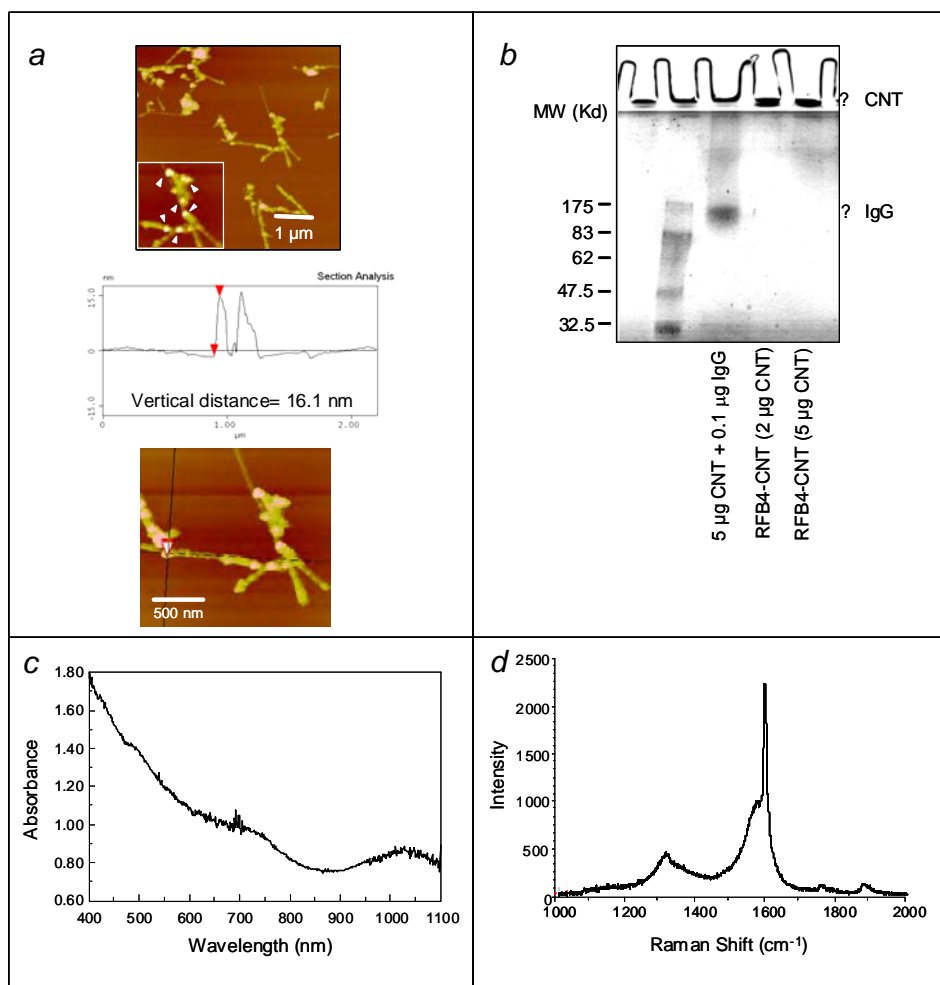 a
1 µm
nm
Section Analysis
15.0
0
-15.0
Vertical distance= 16.1 nm
0
1.00
2.00
µm
500 nm
b
MW (Kd)
? CNT
175
? IgG
83
62
47.5
32.5
5 µg CNT + 0.1 µg IgG
RFB4-CNT (2 µg CNT)
RFB4-CNT (5 µg CNT)
c
1.80
1.60
1.40
1.20
1.00
0.80
0.60
Absorbance
400 500 600 700 800 900 1000 1100
Wavelength (nm)
d
2500
2000
1500
1000
500
0
Intensity
1000 1200 1400 1600 1800 2000
Raman Shift (cm⁻¹)